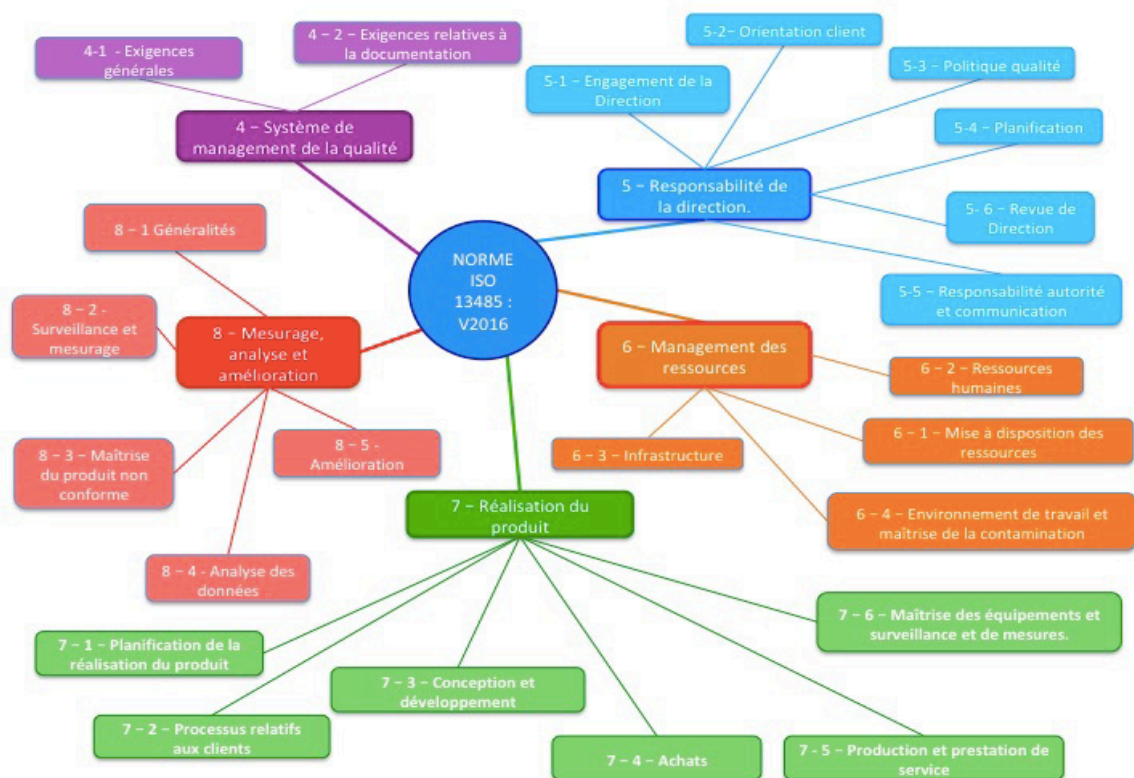 NORME
ISO
13485 :
V2016
4 – Système de
management de la qualité
4-1 - Exigences
générales
4 – 2 – Exigences relatives à
la documentation
5 – Responsabilité de
la direction.
5-1 – Engagement de la
Direction
5-2– Orientation client
5-3 – Politique qualité
5-4 – Planification
5- 6 – Revue de
Direction
5-5 – Responsabilité autorité
et communication
6 – Management des
ressources
6 – 2 – Ressources
humaines
6 – 1 – Mise à disposition des
ressources
6 – 3 – Infrastructure
6 – 4 – Environnement de travail et
maîtrise de la contamination
7 – Réalisation du
produit
7 – 1 – Planification de la
réalisation du produit
7 – 2 – Processus relatifs
aux clients
7 – 3 – Conception et
développement
7 – 4 – Achats
7 - 5 – Production et prestation de
service
7 – 6 – Maîtrise des équipements et
surveillance et de mesures.
8 – Mesurage,
analyse et
amélioration
8 – 1 Généralités
8 – 2 -
Surveillance et
mesurage
8 – 3 – Maîtrise
du produit non
conforme
8 – 4 - Analyse des
données
8 – 5 -
Amélioration